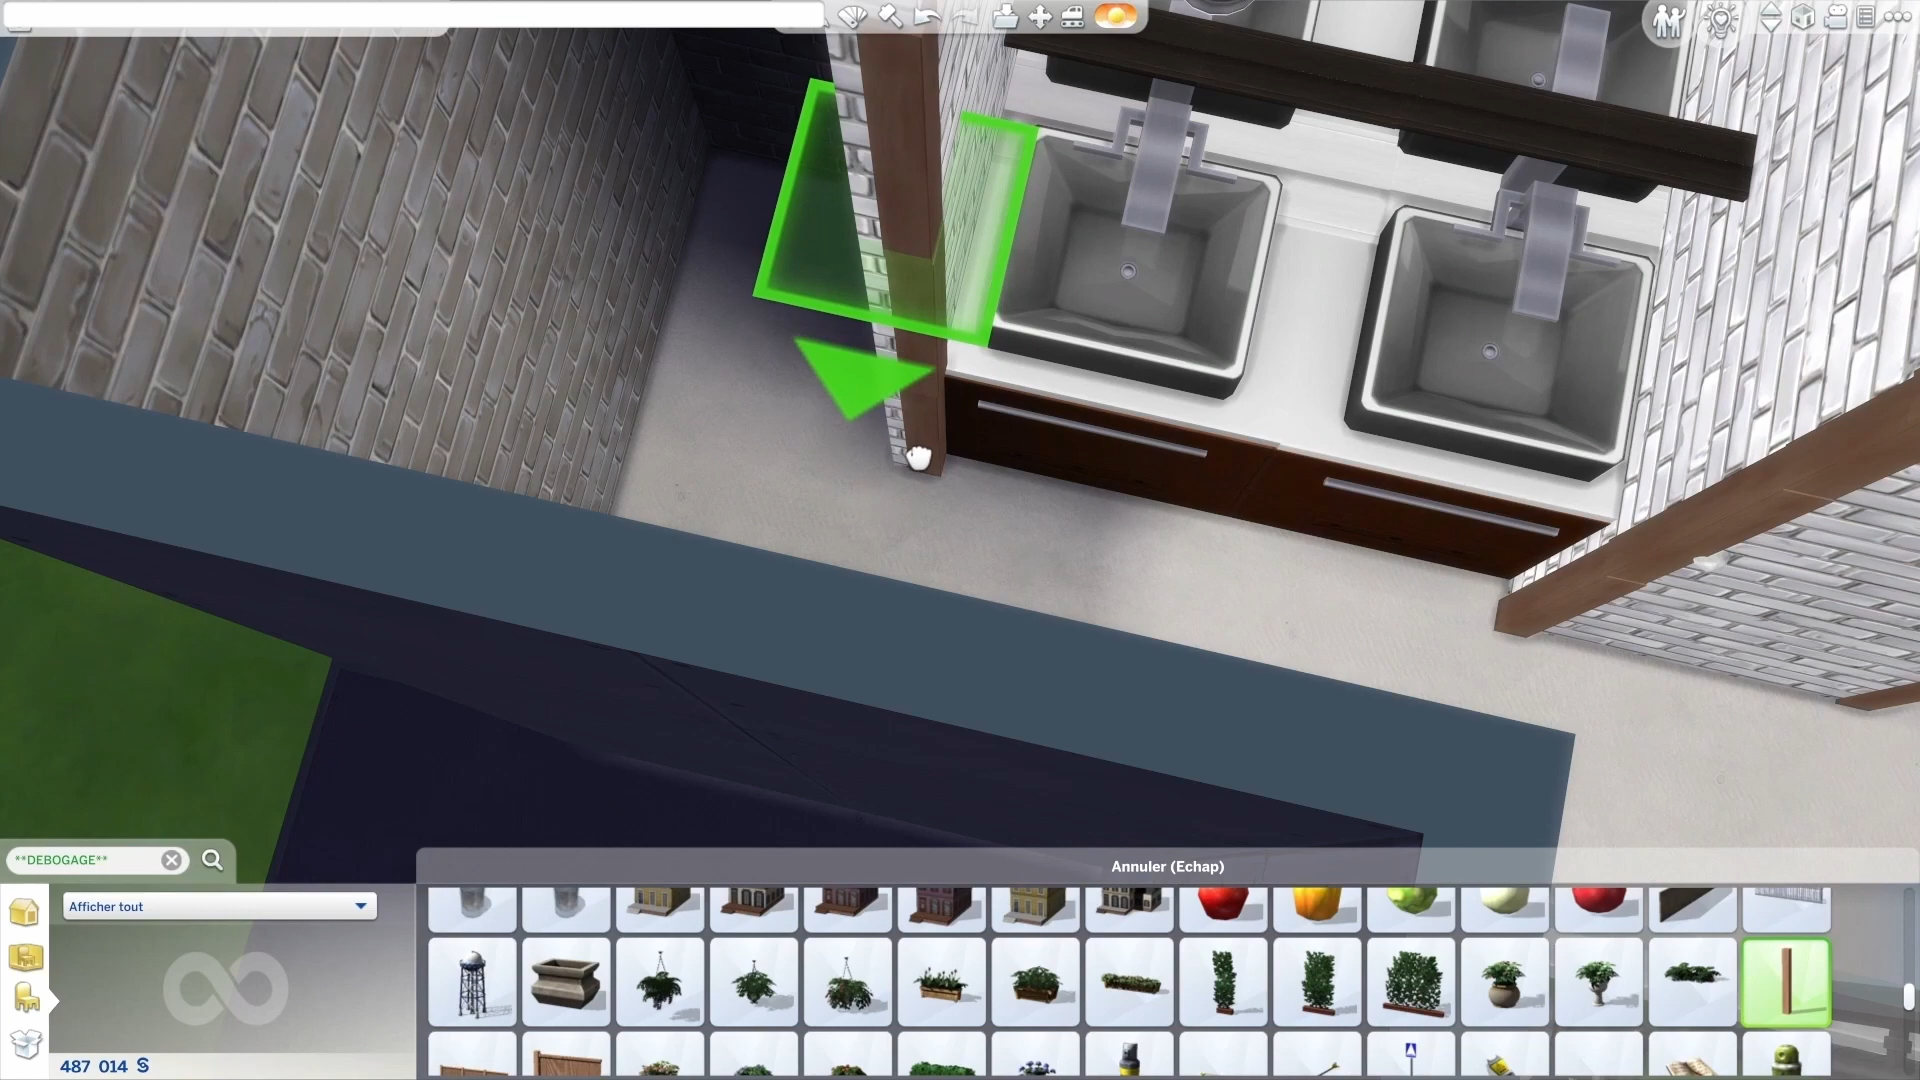 **DEBOGAGE**
Annuler (Echap)
Afficher tout
487 014 S